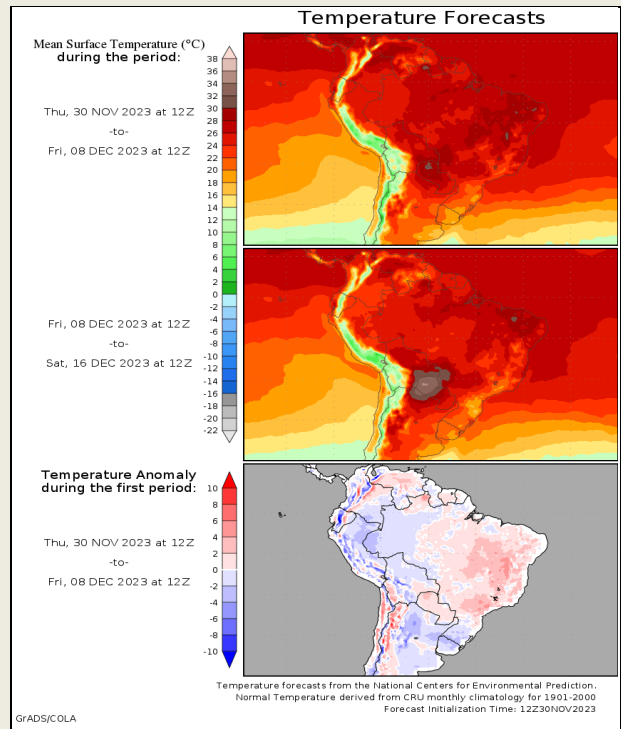 Temperature Forecasts
Mean Surface Temperature (°C)
during the period:
Thu, 30 NOV 2023 at 12Z
-to-
Fri, 08 DEC 2023 at 12Z
38
36
34
32
30
28
26
24
22
20
18
16
14
12
10
8
6
4
2
0
-2
-4
-6
-8
-10
-12
-14
-16
-18
-20
-22
Fri, 08 DEC 2023 at 12Z
-to-
Sat, 16 DEC 2023 at 12Z
Temperature Anomaly
during the first period:
Thu, 30 NOV 2023 at 12Z
-to-
Fri, 08 DEC 2023 at 12Z
10
8
6
4
2
0
-2
-4
-6
-8
-10
Temperature forecasts from the National Centers for Environmental Prediction.
Normal Temperature derived from CRU monthly climatology for 1901-2000
Forecast Initialization Time: 12Z30NOV2023
GrADS/COLA